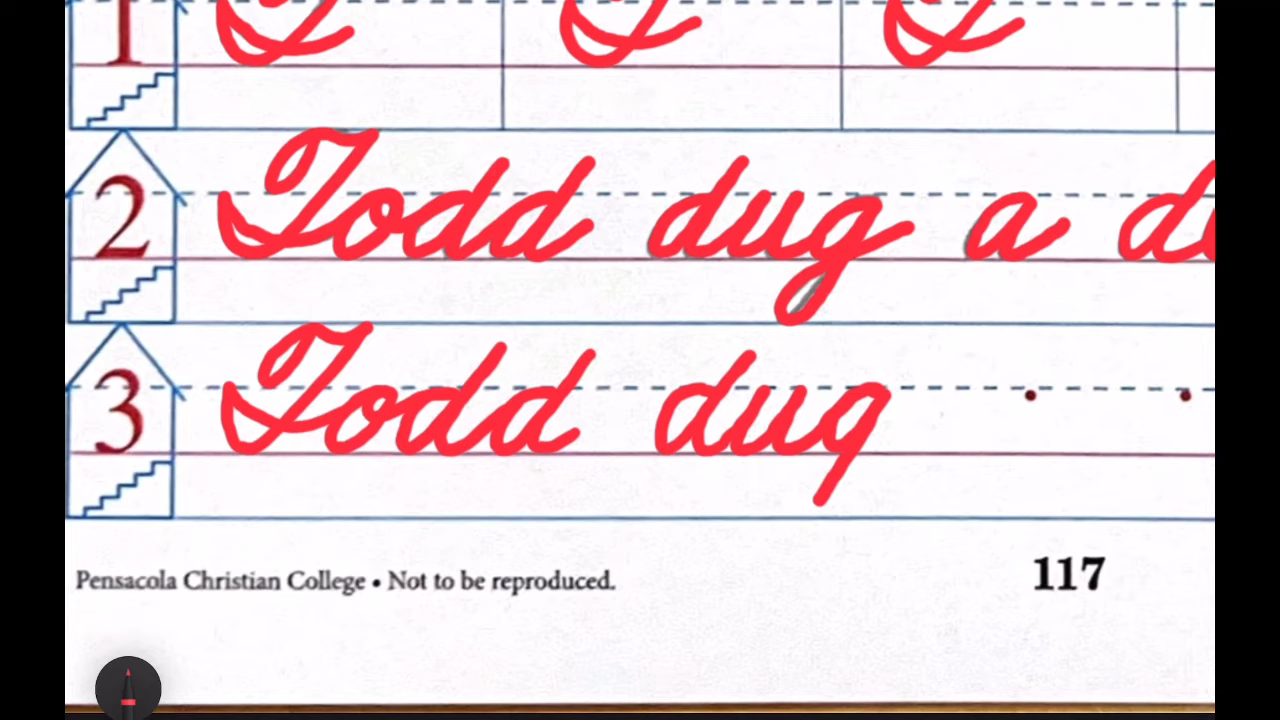 1 T T T
2 Todd dug a
3 Todd dug
Pensacola Christian College • Not to be reproduced.
117